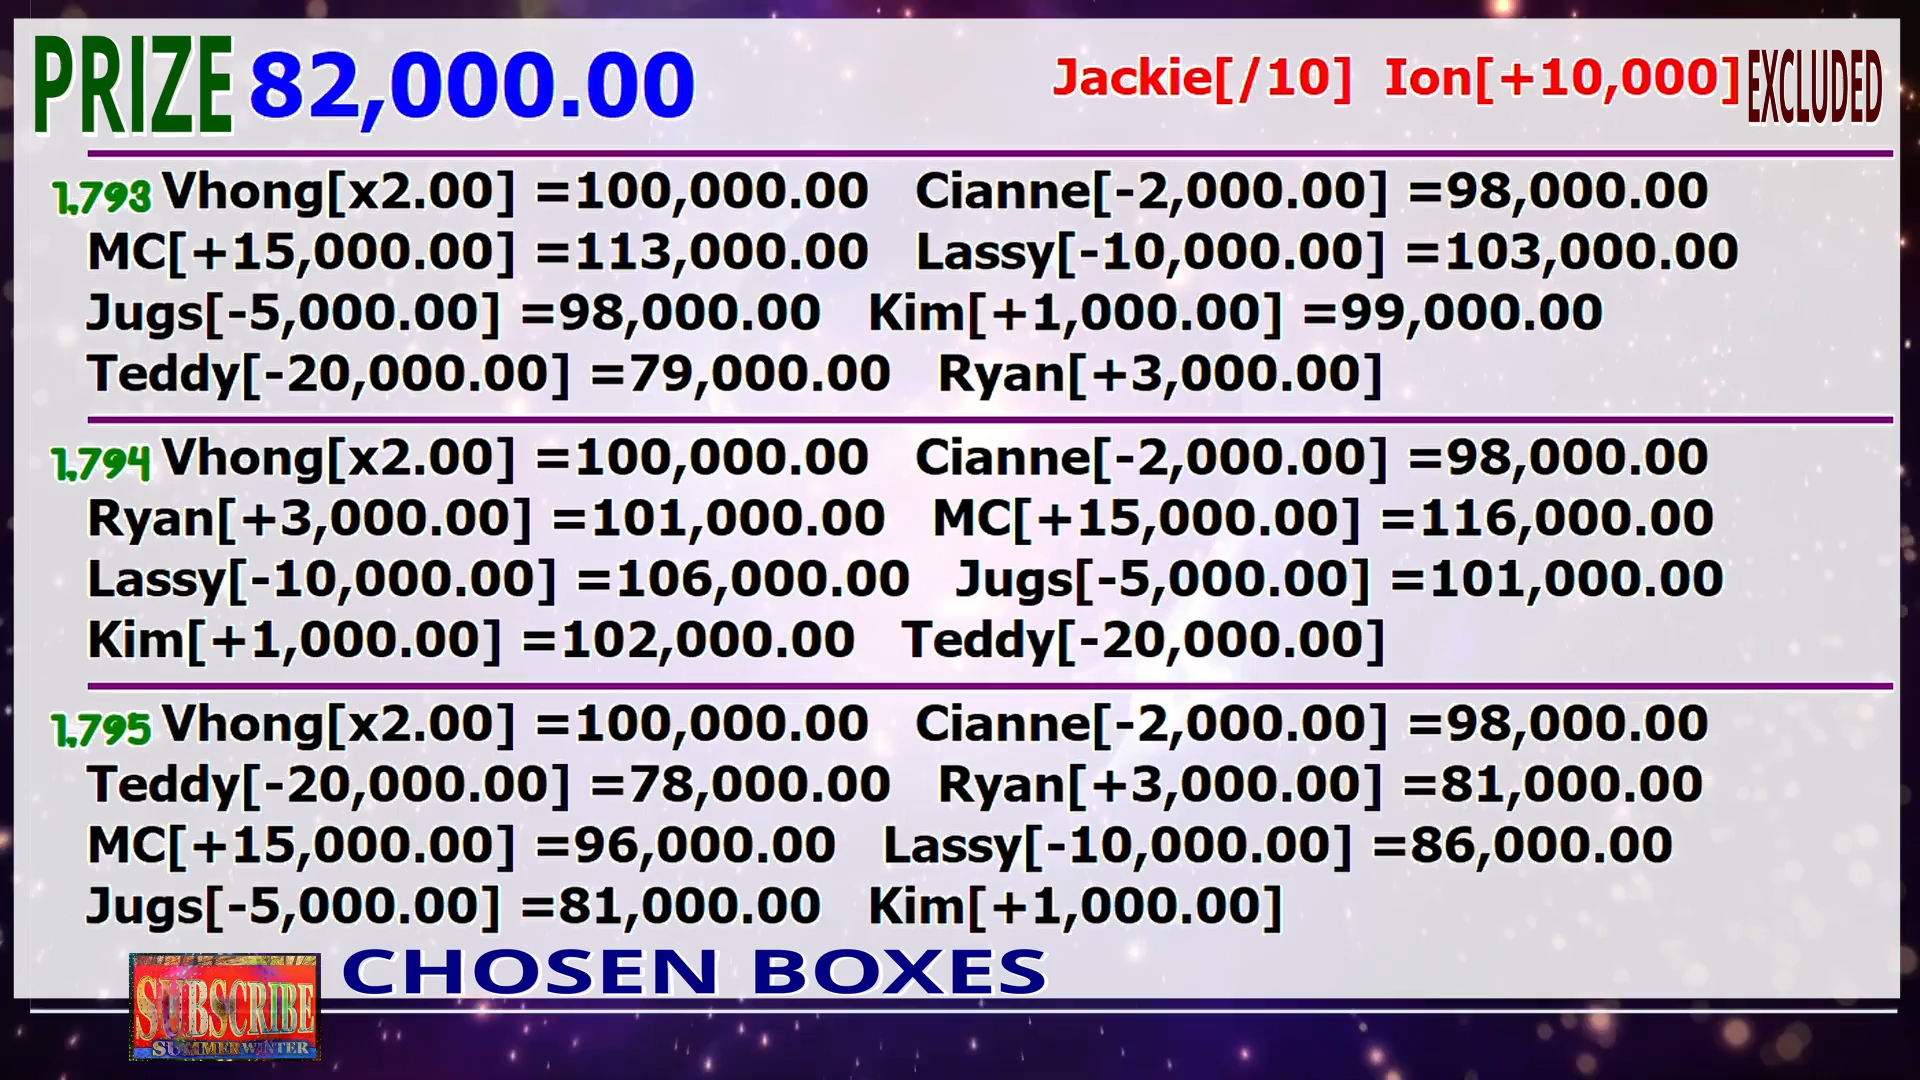 PRIZE 82,000.00 Jackie[/10] Ion[+10,000] EXCLUDED
1,793 Vhong[x2.00] =100,000.00 Cianne[-2,000.00] =98,000.00
MC[+15,000.00] =113,000.00 Lassy[-10,000.00] =103,000.00
Jugs[-5,000.00] =98,000.00 Kim[+1,000.00] =99,000.00
Teddy[-20,000.00] =79,000.00 Ryan[+3,000.00]
1,794 Vhong[x2.00] =100,000.00 Cianne[-2,000.00] =98,000.00
Ryan[+3,000.00] =101,000.00 MC[+15,000.00] =116,000.00
Lassy[-10,000.00] =106,000.00 Jugs[-5,000.00] =101,000.00
Kim[+1,000.00] =102,000.00 Teddy[-20,000.00]
1,795 Vhong[x2.00] =100,000.00 Cianne[-2,000.00] =98,000.00
Teddy[-20,000.00] =78,000.00 Ryan[+3,000.00] =81,000.00
MC[+15,000.00] =96,000.00 Lassy[-10,000.00] =86,000.00
Jugs[-5,000.00] =81,000.00 Kim[+1,000.00]
CHOSEN BOXES
SUBSCRIBE
SUMMERWINTER